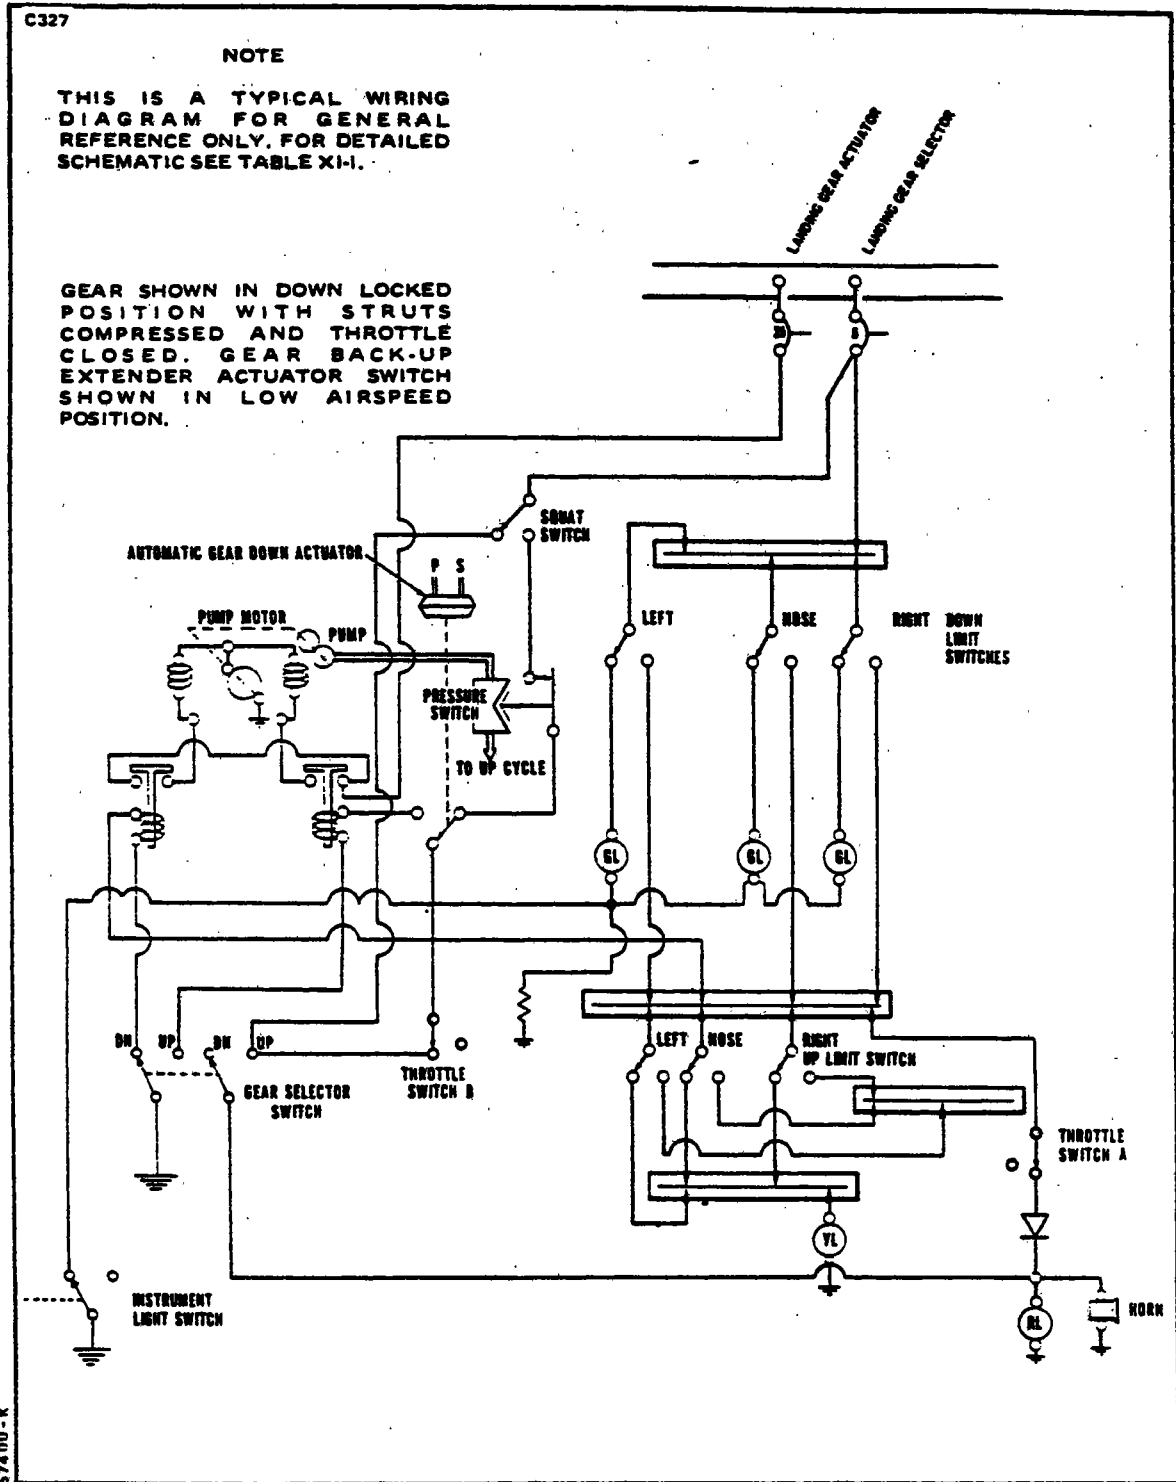 C327
NOTE
THIS IS A TYPICAL WIRING
DIAGRAM FOR GENERAL
REFERENCE ONLY. FOR DETAILED
SCHEMATIC SEE TABLE XI-I.
GEAR SHOWN IN DOWN LOCKED
POSITION WITH STRUTS
COMPRESSED AND THROTTLE
CLOSED. GEAR BACK-UP
EXTENDER ACTUATOR SWITCH
SHOWN IN LOW AIRSPEED
POSITION.
LANDING GEAR ACTUATOR
LANDING GEAR SELECTOR
SQUAT
SWITCH
AUTOMATIC GEAR DOWN ACTUATOR
P S
PUMP MOTOR
PUMP
LEFT
NOSE
RIGHT DOWN
LIMIT
SWITCHES
PRESSURE
SWITCH
TO UP CYCLE
GL
GL
GL
DN
UP
DN
UP
GEAR SELECTOR
SWITCH
THROTTLE
SWITCH B
LEFT
NOSE
RIGHT
UP LIMIT SWITCH
THROTTLE
SWITCH A
YL
INSTRUMENT
LIGHT SWITCH
RL
HORN